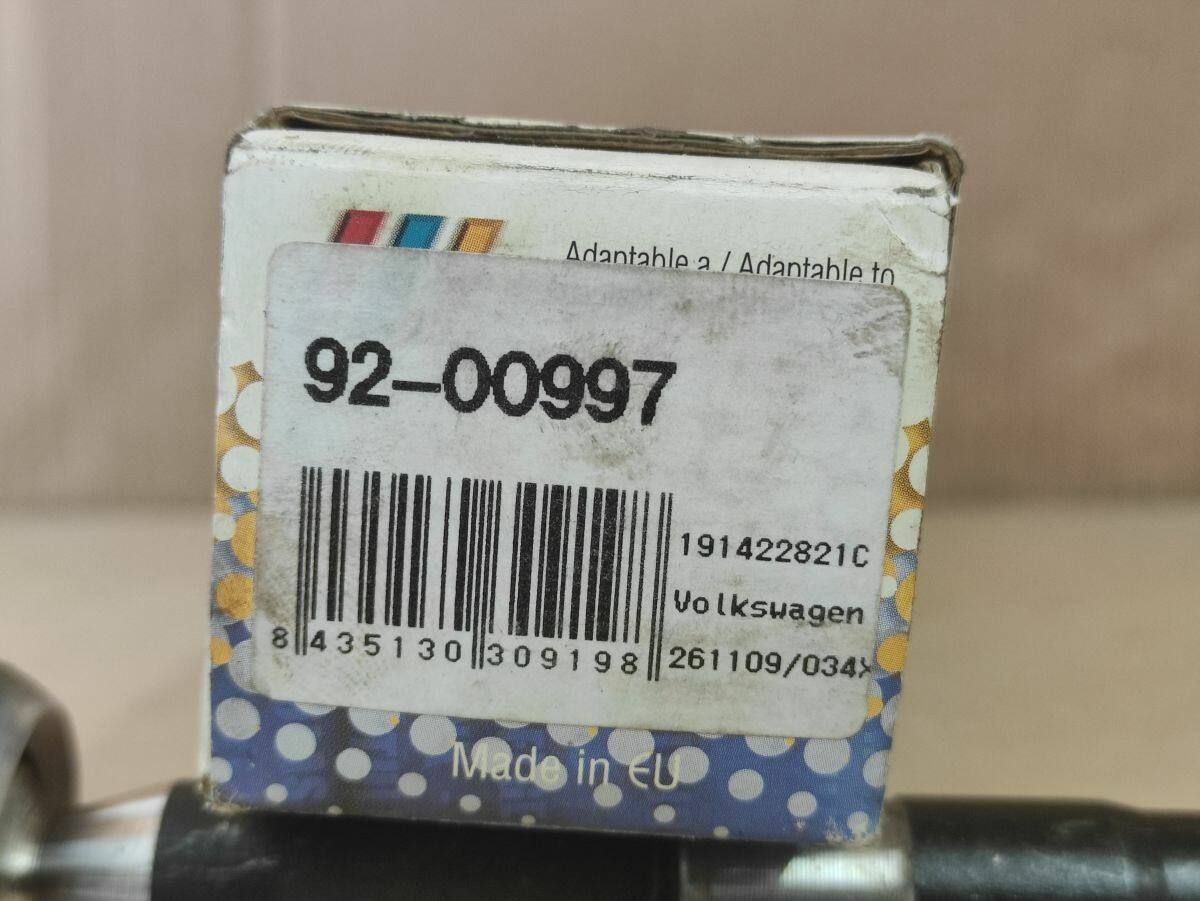 Adaptable a / Adaptable to
92-00997
191422821C
Volkswagen
8 435130 309198
261109/034X
Made in EU